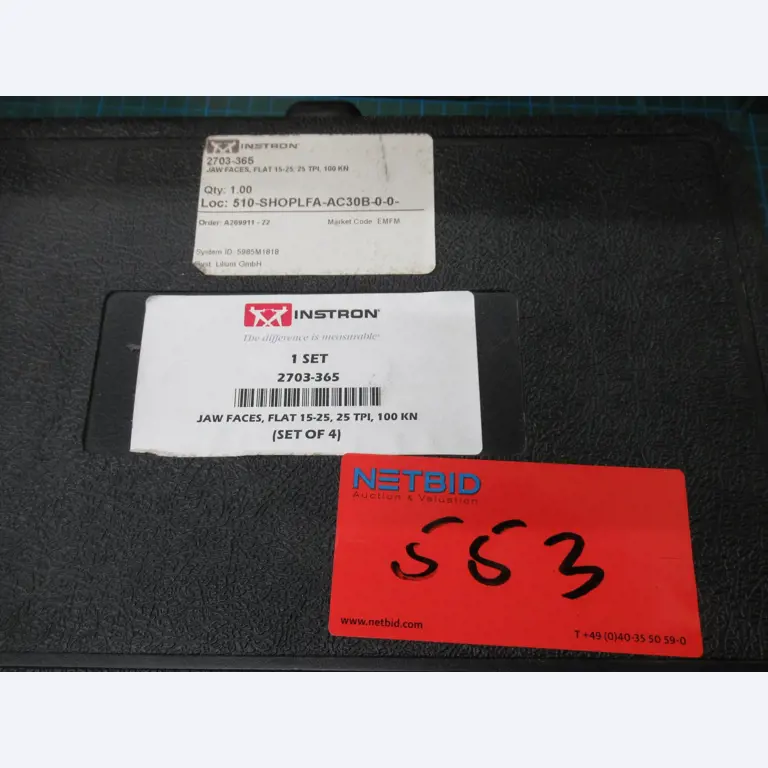 INSTRON
2703-365
JAW FACES, FLAT 15-25, 25 TPI, 100 KN
Qty: 1.00
Loc: 510-SHOPLFA-AC30B-0-0-
Order: A269911 - 22 Market Code: EMFM
System ID: 5985M1818
Lilium GmbH
INSTRON®
The difference is measurable®
1 SET
2703-365
JAW FACES, FLAT 15-25, 25 TPI, 100 KN
(SET OF 4)
NETBID
Auction & Valuation
553
www.netbid.com
T +49 (0)40-35 50 59-0